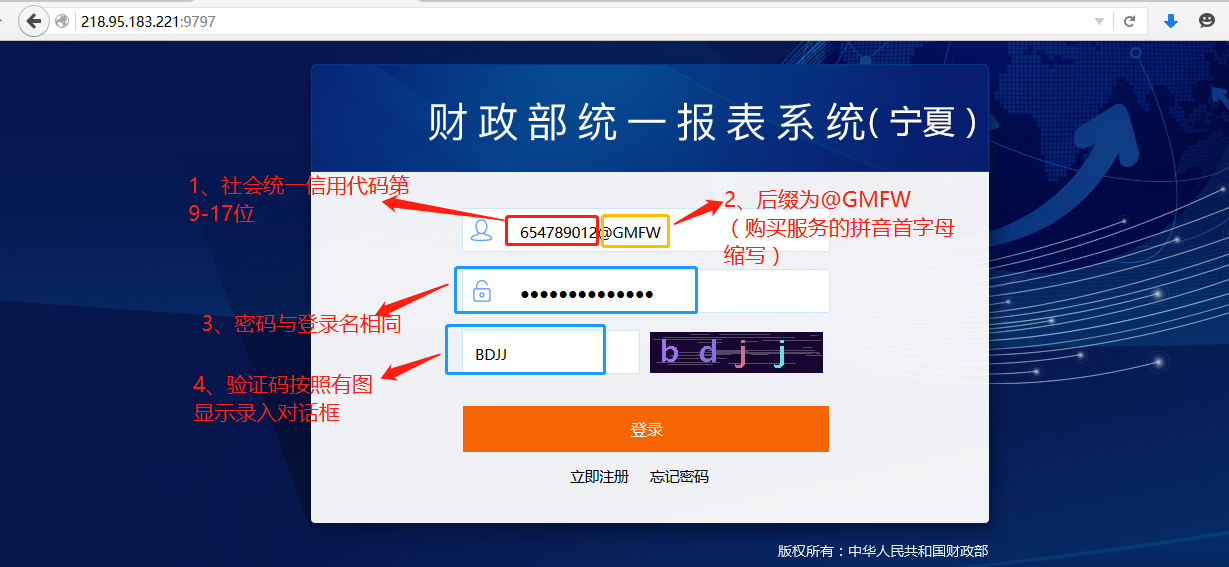 218.95.183.221:9797
财政部统一报表系统(宁夏)
1、社会统一信用代码第
9-17位
2、后缀为@GMFW
（购买服务的拼音首字母
缩写）
654789012@GMFW
3、密码与登录名相同
••••••••••••••
BDJJ
bdjj
4、验证码按照有图
显示录入对话框
登录
立即注册 忘记密码
版权所有：中华人民共和国财政部